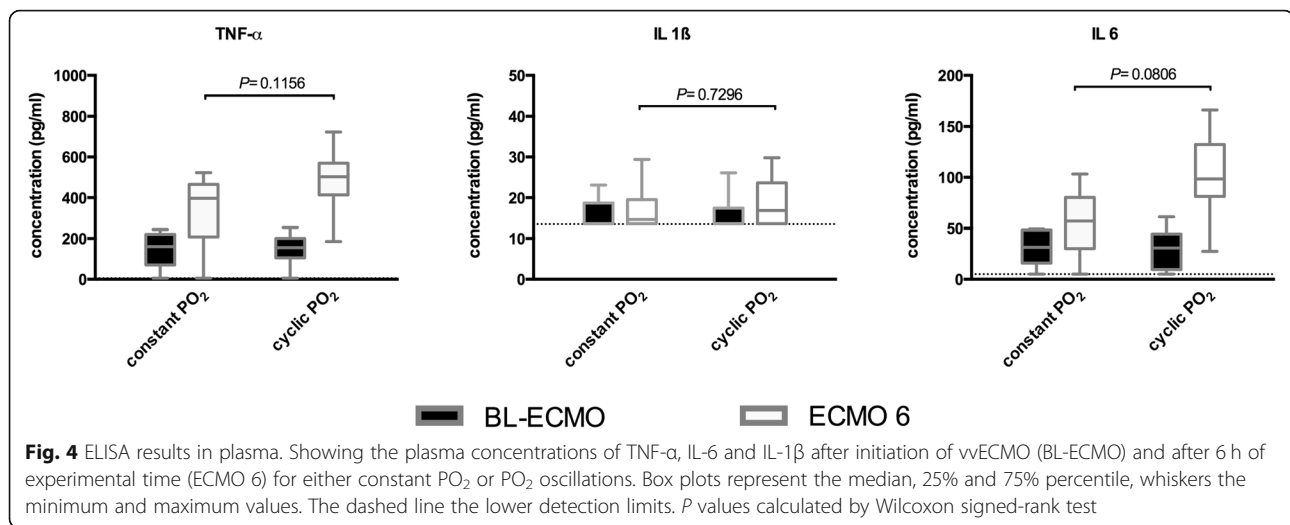 TNF-α
IL 1ß
IL 6
P= 0.1156
P= 0.7296
P= 0.0806
concentration (pg/ml)
1000
800
600
400
200
0
concentration (pg/ml)
50
40
30
20
10
0
concentration (pg/ml)
200
150
100
50
0
constant PO₂
cyclic PO₂
constant PO₂
cyclic PO₂
constant PO₂
cyclic PO₂
BL-ECMO
ECMO 6
Fig. 4 ELISA results in plasma. Showing the plasma concentrations of TNF-α, IL-6 and IL-1β after initiation of vvECMO (BL-ECMO) and after 6 h of
experimental time (ECMO 6) for either constant PO₂ or PO₂ oscillations. Box plots represent the median, 25% and 75% percentile, whiskers the
minimum and maximum values. The dashed line the lower detection limits. P values calculated by Wilcoxon signed-rank test